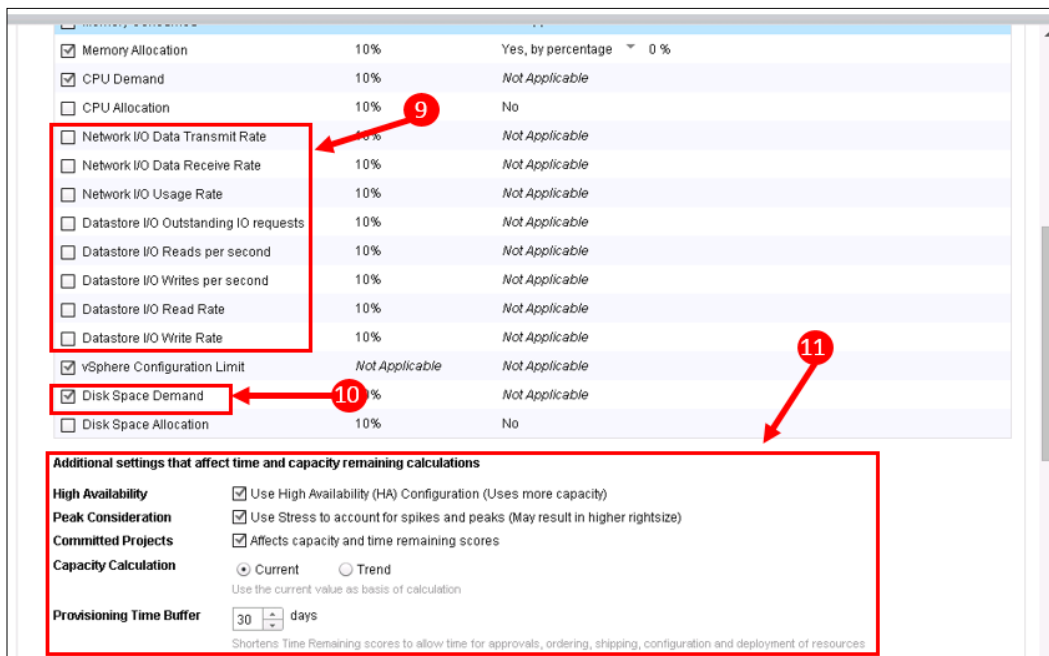 Memory Allocation 10% Yes, by percentage 0 %
CPU Demand 10% Not Applicable
CPU Allocation 10% No
9
Network I/O Data Transmit Rate Not Applicable
Network I/O Data Receive Rate 10% Not Applicable
Network I/O Usage Rate 10% Not Applicable
Datastore I/O Outstanding IO requests 10% Not Applicable
Datastore I/O Reads per second 10% Not Applicable
Datastore I/O Writes per second 10% Not Applicable
Datastore I/O Read Rate 10% Not Applicable
Datastore I/O Write Rate 10% Not Applicable
11
vSphere Configuration Limit Not Applicable Not Applicable
Disk Space Demand 10 % Not Applicable
Disk Space Allocation 10% No
Additional settings that affect time and capacity remaining calculations
High Availability Use High Availability (HA) Configuration (Uses more capacity)
Peak Consideration Use Stress to account for spikes and peaks (May result in higher rightsize)
Committed Projects Affects capacity and time remaining scores
Capacity Calculation Current Trend
Use the current value as basis of calculation
Provisioning Time Buffer 30 days
Shortens Time Remaining scores to allow time for approvals, ordering, shipping, configuration and deployment of resources